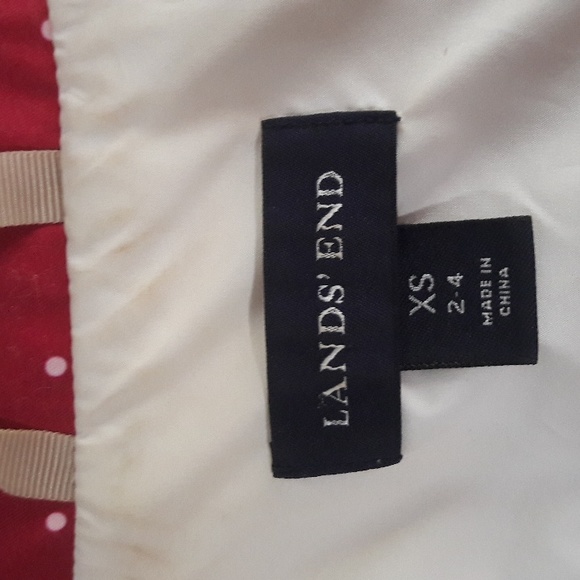 LANDS' END
XS
2-4
MADE IN
CHINA